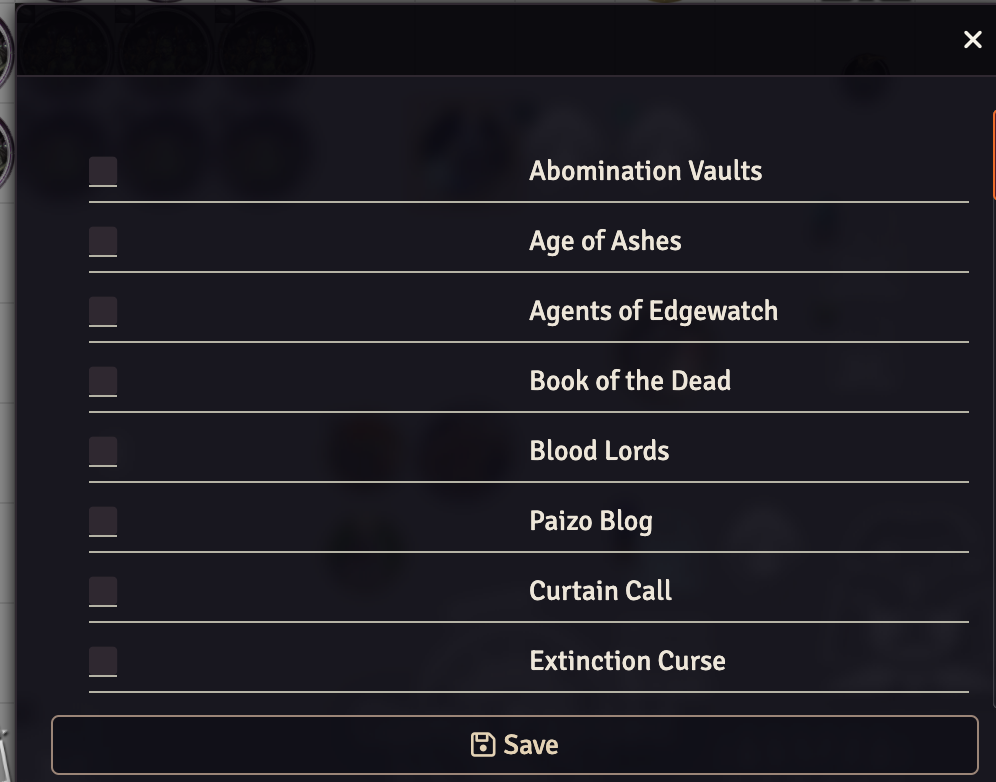 Abomination Vaults
Age of Ashes
Agents of Edgewatch
Book of the Dead
Blood Lords
Paizo Blog
Curtain Call
Extinction Curse
Save